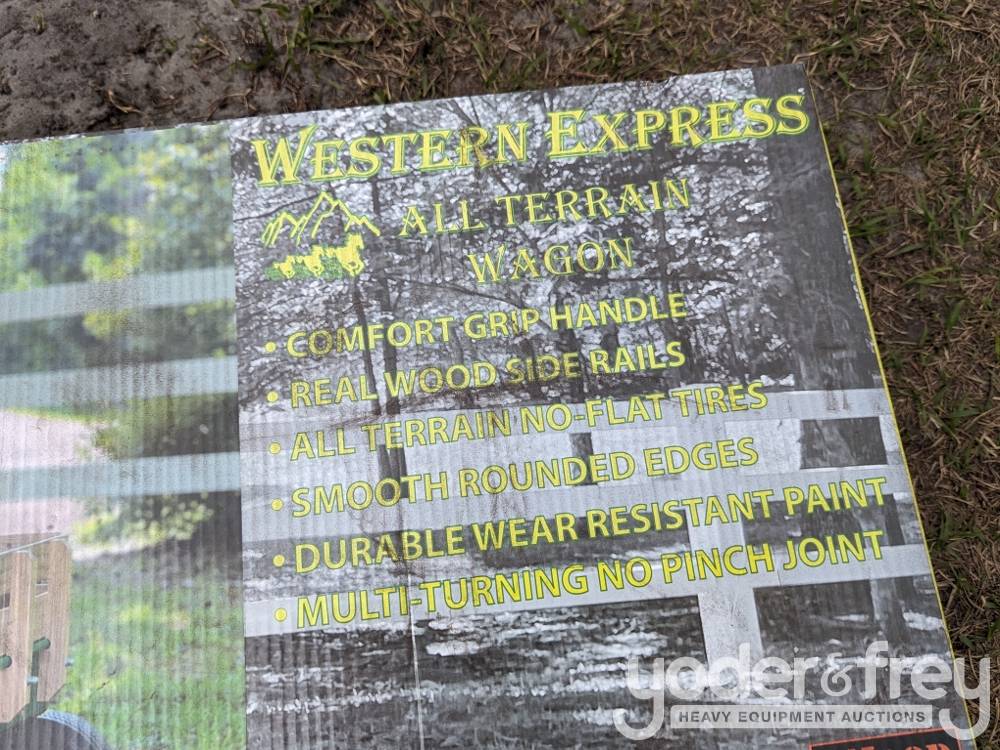 WESTERN EXPRESS
ALL TERRAIN
WAGON
• COMFORT GRIP HANDLE
• REAL WOOD SIDE RAILS
• ALL TERRAIN NO-FLAT TIRES
• SMOOTH ROUNDED EDGES
• DURABLE WEAR RESISTANT PAINT
• MULTI-TURNING NO PINCH JOINT
yoder&frey
HEAVY EQUIPMENT AUCTIONS